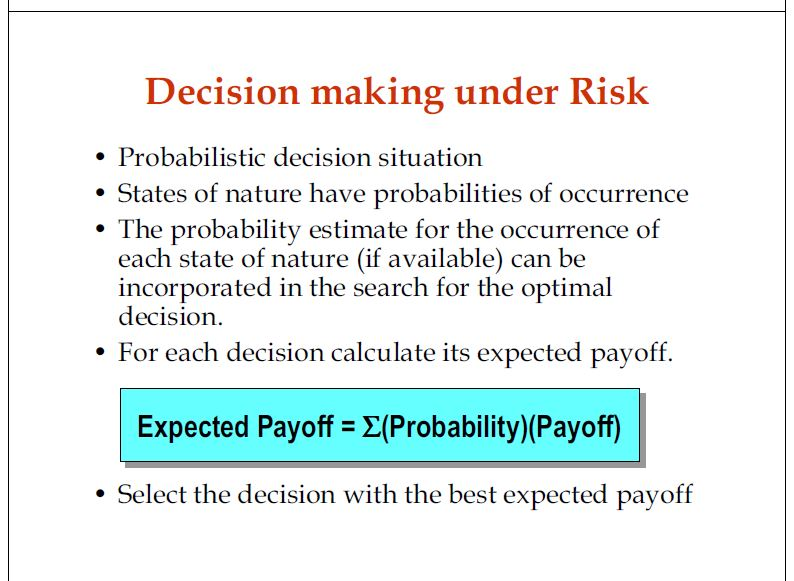 Decision making under Risk
• Probabilistic decision situation
• States of nature have probabilities of occurrence
• The probability estimate for the occurrence of
each state of nature (if available) can be
incorporated in the search for the optimal
decision.
• For each decision calculate its expected payoff.
Expected Payoff = Σ(Probability)(Payoff)
• Select the decision with the best expected payoff